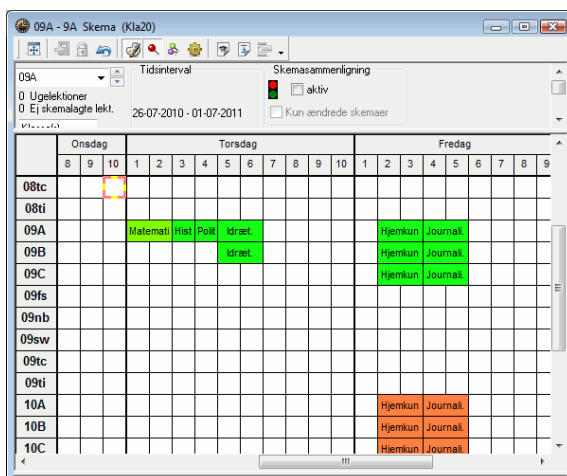 09A - 9A Skema (Kla20)
09A
Tidsinterval
Skemasammenligning
0 Ugelektioner
aktiv
0 Ej skemalagte lekt.
26-07-2010 - 01-07-2011
Kun ændrede skemaer
Onsdag Torsdag Fredag
8 9 10 1 2 3 4 5 6 7 8 9 10 1 2 3 4 5 6 7 8 9
08tc
08ti
09A Matemati Hist Polit Idræt. Hjemkun Journali.
09B Idræt. Hjemkun Journali.
09C Hjemkun Journali.
09fs
09nb
09sw
09tc
09ti
10A Hjemkun Journali.
10B Hjemkun Journali.
10C Hjemkun Journali.